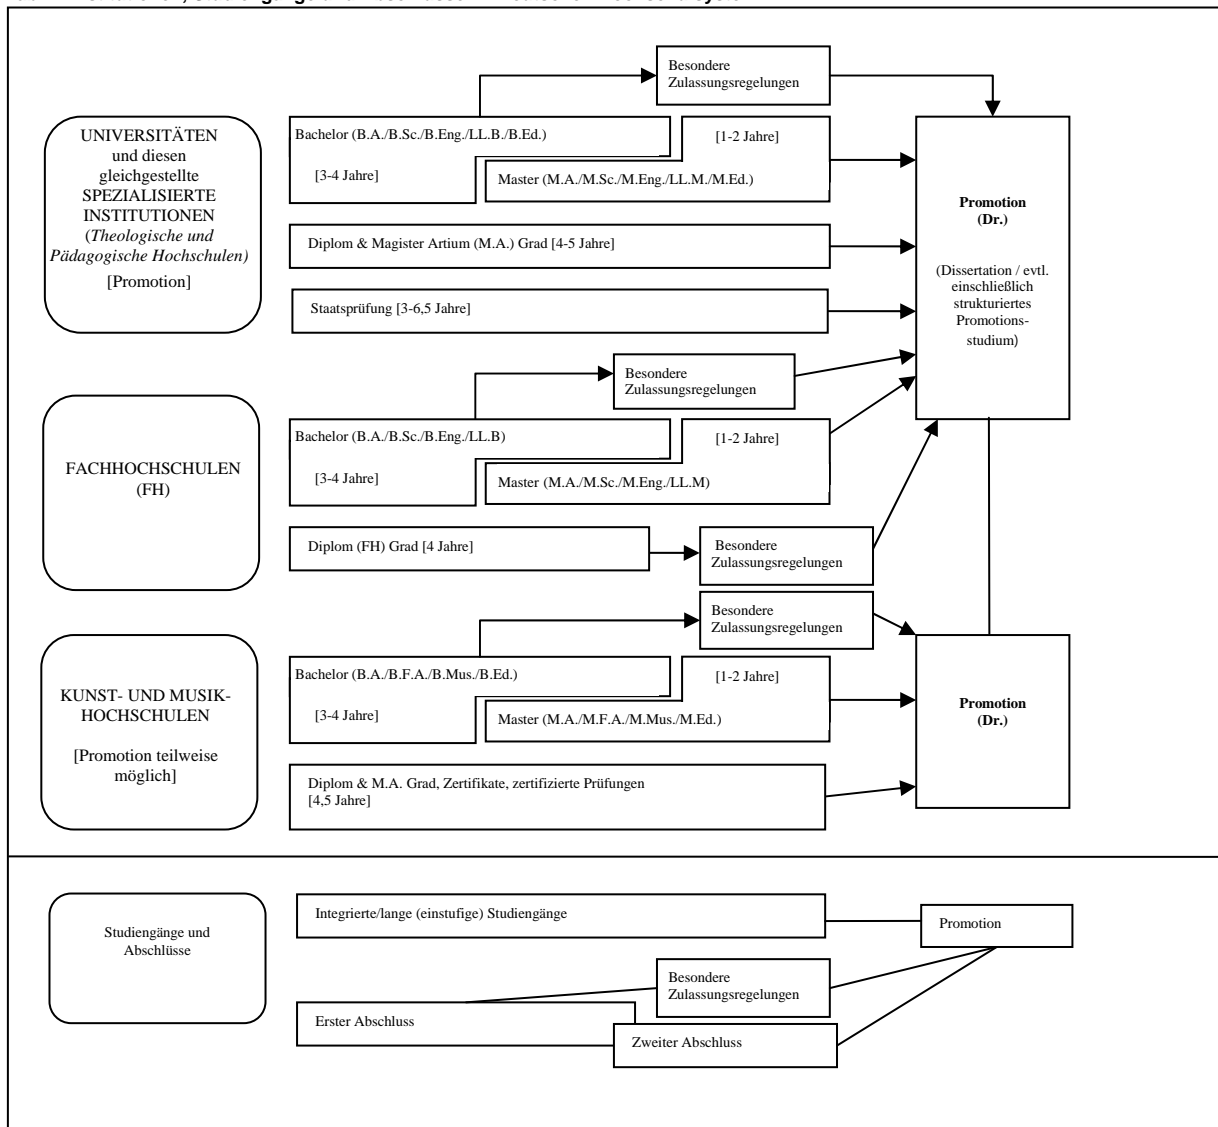 Besondere
Zulassungsregelungen
UNIVERSITÄTEN
und diesen
gleichgestellte
SPEZIALISIERTE
INSTITUTIONEN
(Theologische und
Pädagogische Hochschulen)
[Promotion]
Bachelor (B.A./B.Sc./B.Eng./LL.B./B.Ed.)
[3-4 Jahre]
[1-2 Jahre]
Master (M.A./M.Sc./M.Eng./LL.M./M.Ed.)
Diplom & Magister Artium (M.A.) Grad [4-5 Jahre]
Staatsprüfung [3-6,5 Jahre]
Promotion
(Dr.)
(Dissertation / evtl.
einschließlich
strukturiertes
Promotions-
studium)
Besondere
Zulassungsregelungen
FACHHOCHSCHULEN
(FH)
Bachelor (B.A./B.Sc./B.Eng./LL.B)
[3-4 Jahre]
[1-2 Jahre]
Master (M.A./M.Sc./M.Eng./LL.M)
Diplom (FH) Grad [4 Jahre]
Besondere
Zulassungsregelungen
Besondere
Zulassungsregelungen
KUNST- UND MUSIK-
HOCHSCHULEN
[Promotion teilweise
möglich]
Bachelor (B.A./B.F.A./B.Mus./B.Ed.)
[3-4 Jahre]
[1-2 Jahre]
Master (M.A./M.F.A./M.Mus./M.Ed.)
Diplom & M.A. Grad, Zertifikate, zertifizierte Prüfungen
[4,5 Jahre]
Promotion
(Dr.)
Studiengänge und
Abschlüsse
Integrierte/lange (einstufige) Studiengänge
Promotion
Besondere
Zulassungsregelungen
Erster Abschluss
Zweiter Abschluss